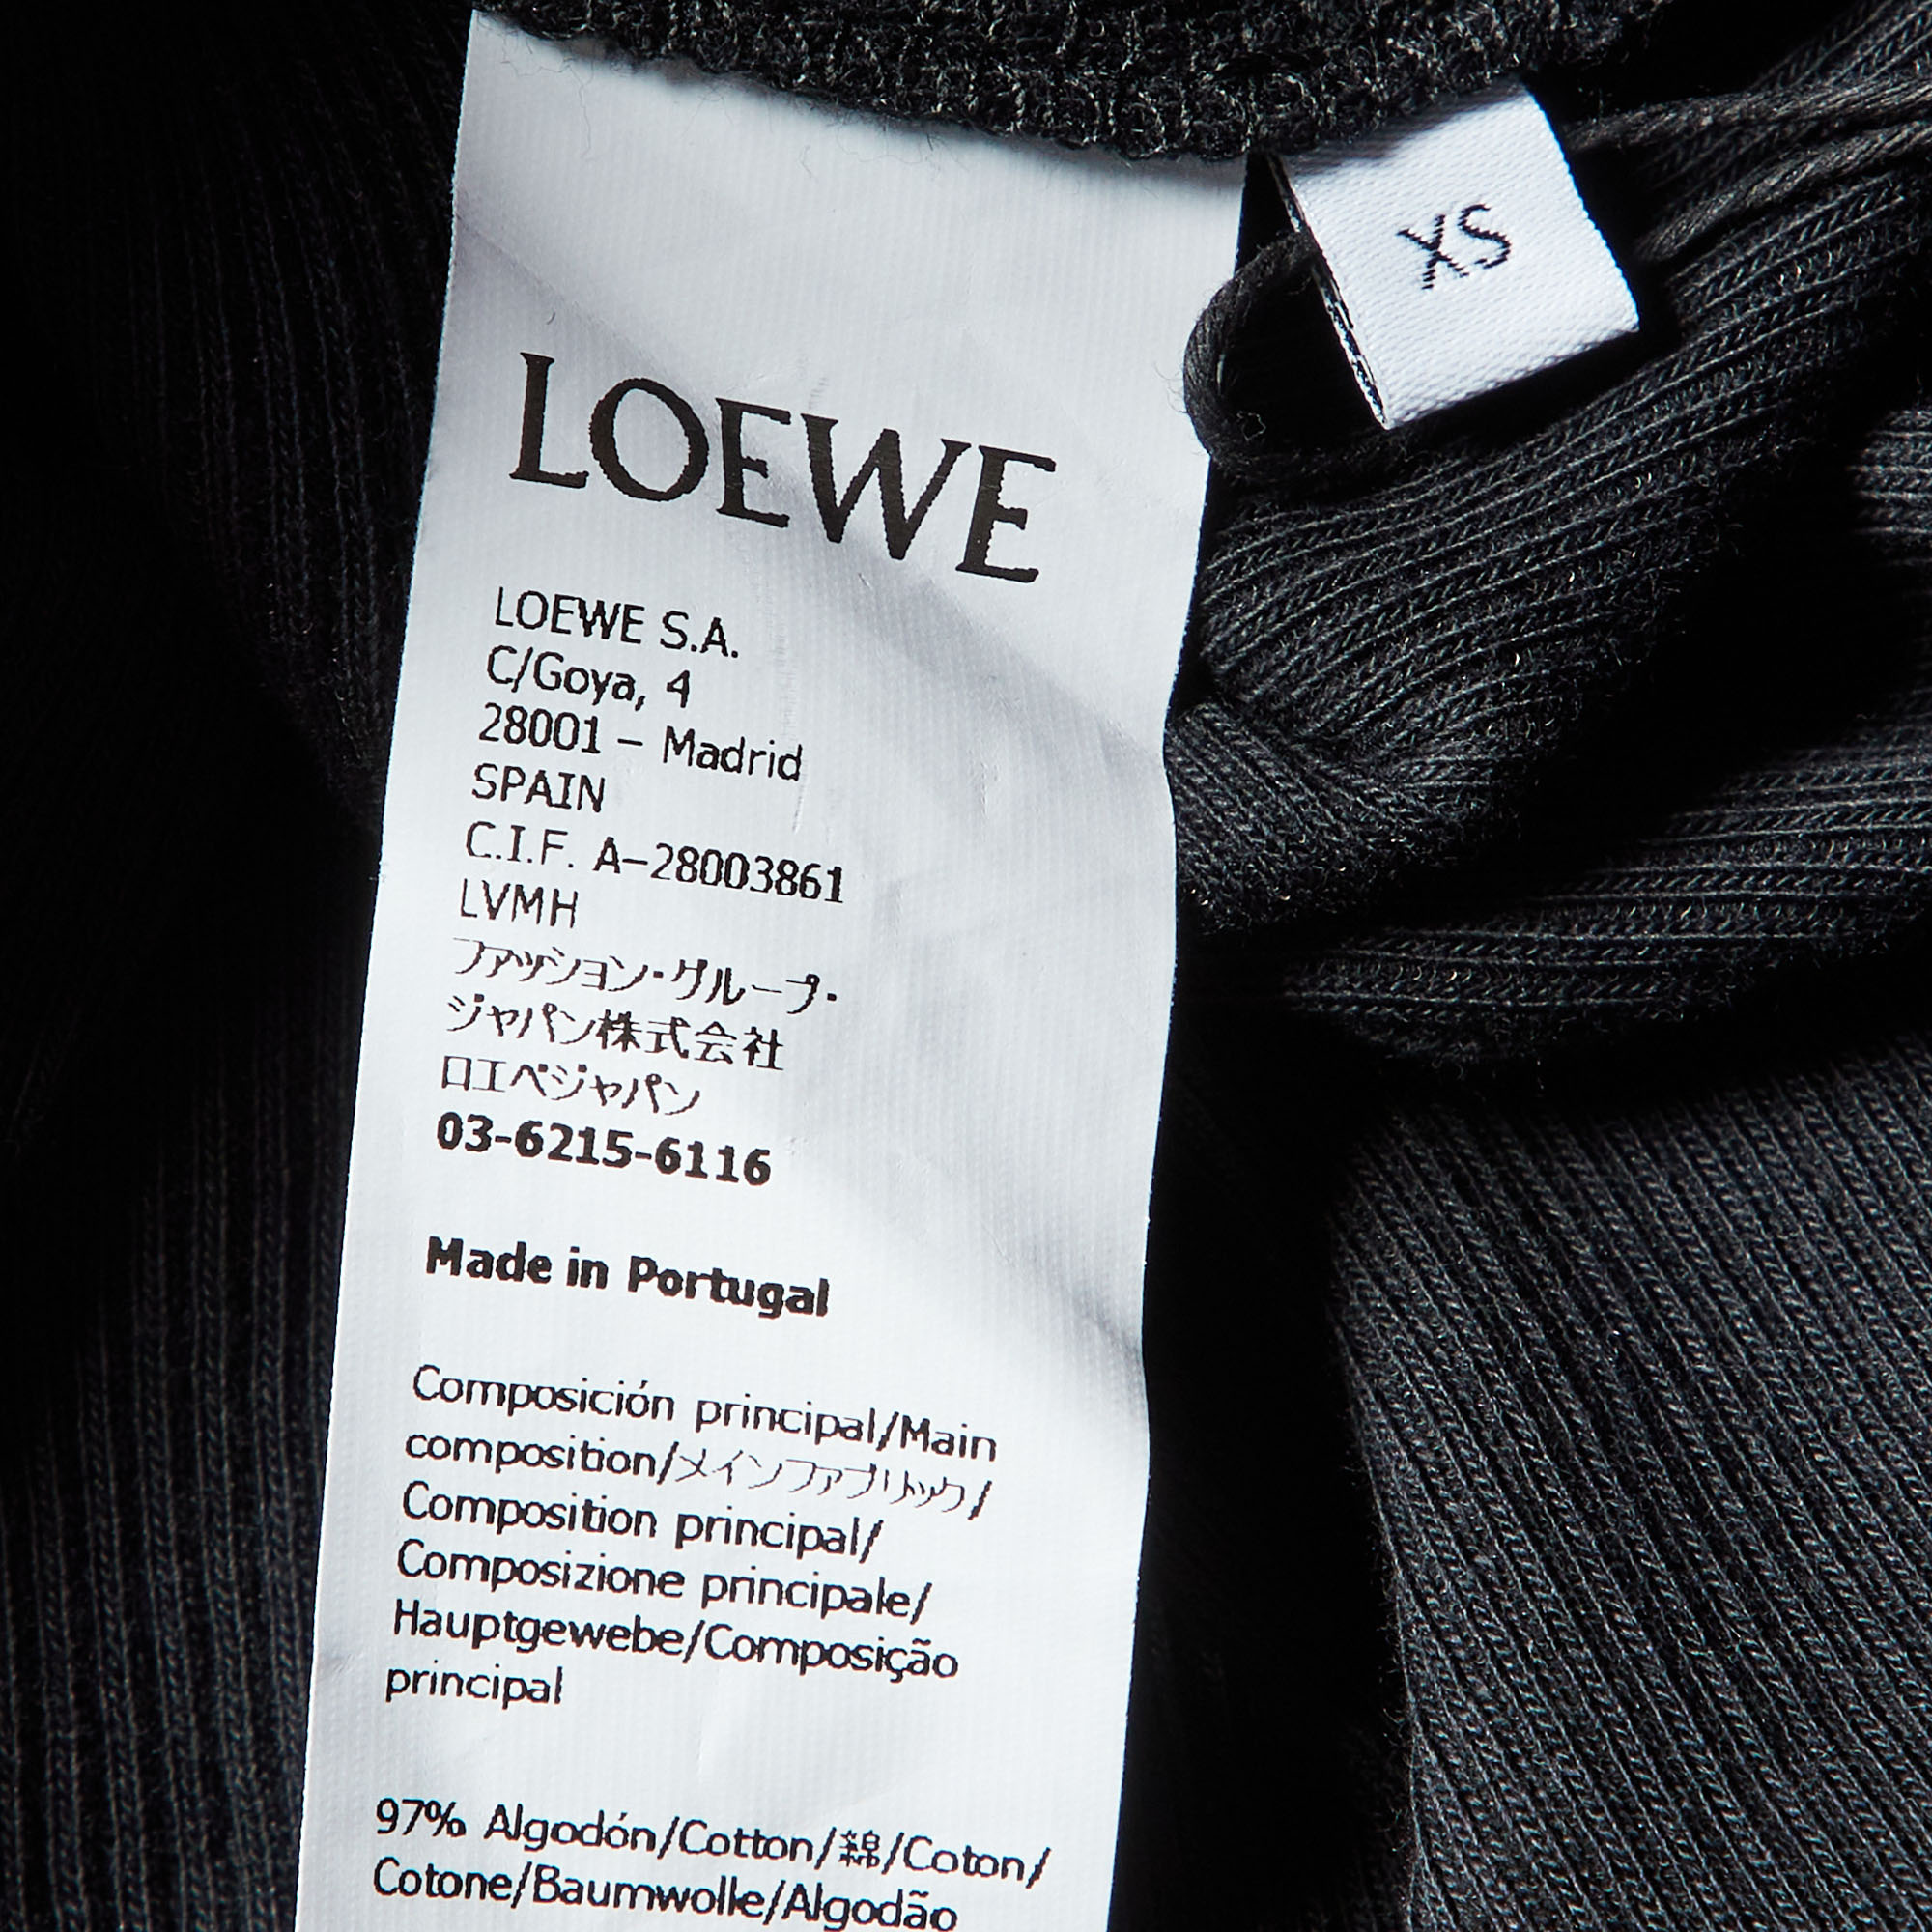 XS
LOEWE
LOEWE S.A.
C/Goya, 4
28001 – Madrid
SPAIN
C.I.F. A–28003861
LVMH
ファッション・グループ・
ジャパン株式会社
ロエベジャパン
03-6215-6116
Made in Portugal
Composición principal/Main
composition/メインファブリック/
Composition principal/
Composizione principale/
Hauptgewebe/Composição
principal
97% Algodón/Cotton/綿/Coton/
Cotone/Baumwolle/Algodão